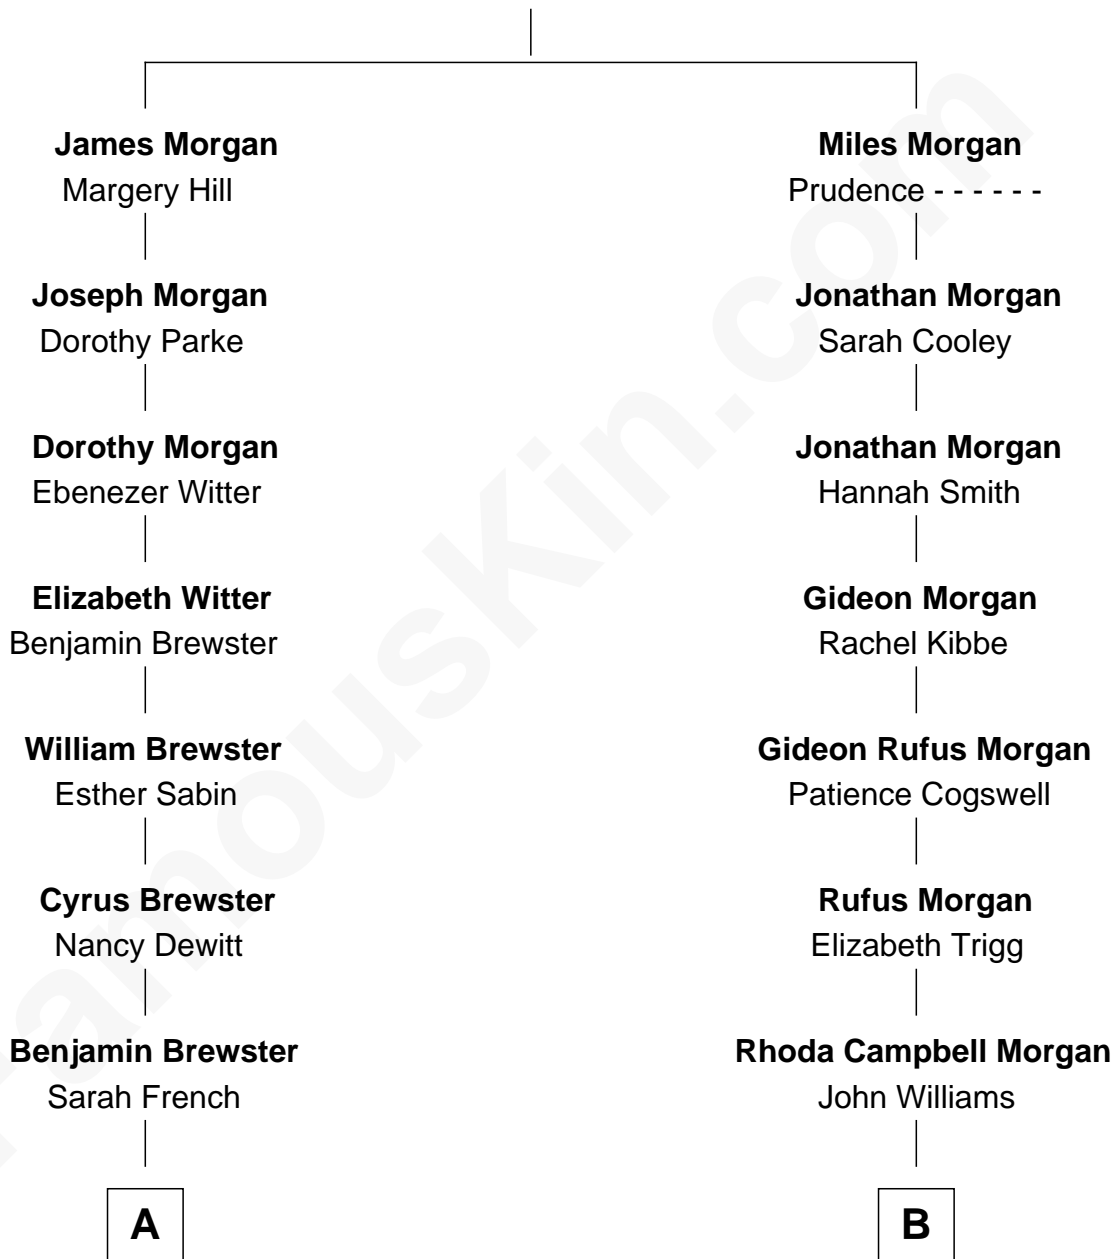 James Morgan
Margery Hill
Miles Morgan
Prudence - - - - - -
Joseph Morgan
Dorothy Parke
Jonathan Morgan
Sarah Cooley
Dorothy Morgan
Ebenezer Witter
Jonathan Morgan
Hannah Smith
Elizabeth Witter
Benjamin Brewster
Gideon Morgan
Rachel Kibbe
William Brewster
Esther Sabin
Gideon Rufus Morgan
Patience Cogswell
Cyrus Brewster
Nancy Dewitt
Rufus Morgan
Elizabeth Trigg
Benjamin Brewster
Sarah French
Rhoda Campbell Morgan
John Williams
A
B
FamousKin.com